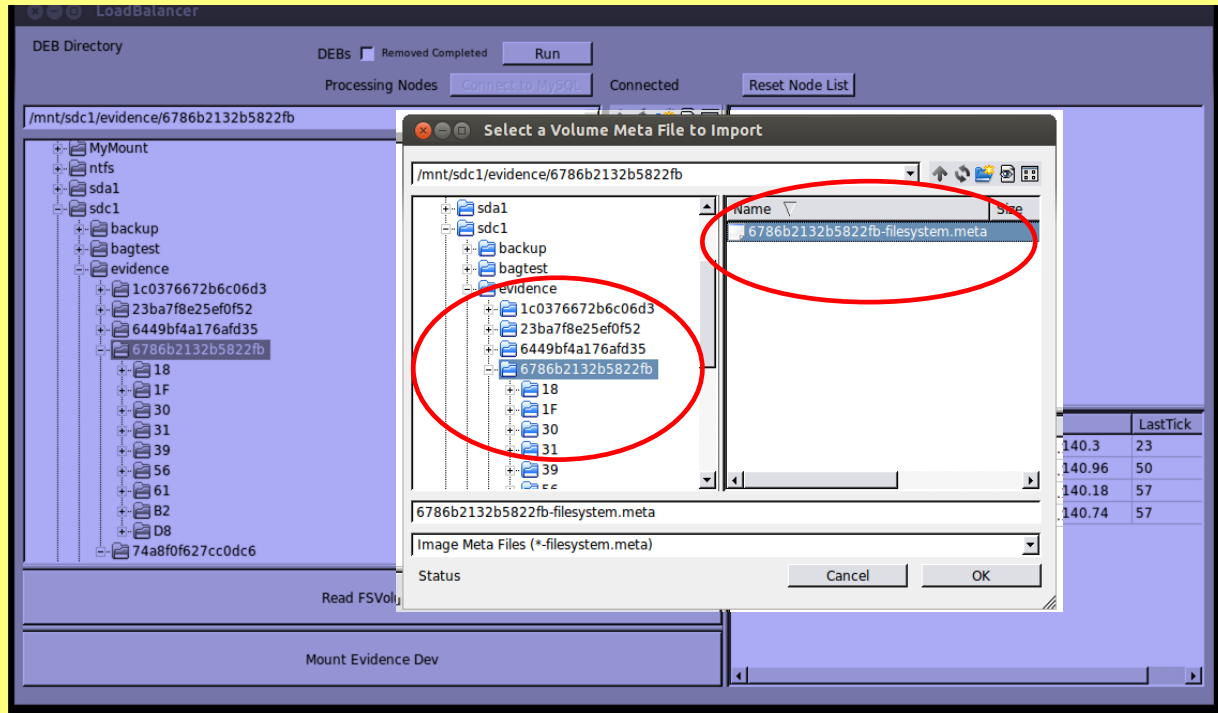 LoadBalancer
DEB Directory
DEBs Removed Completed Run
Processing Nodes Connect to MySQL Connected Reset Node List
/mnt/sdc1/evidence/6786b2132b5822fb
MyMount
ntfs
sda1
sdc1
backup
bagtest
evidence
1c0376672b6c06d3
23ba7f8e25ef0f52
6449bf4a176afd35
6786b2132b5822fb
18
1F
30
31
39
56
61
B2
D8
74a8f0f627cc0dc6
Read FSVolu
Mount Evidence Dev
Select a Volume Meta File to Import
/mnt/sdc1/evidence/6786b2132b5822fb
sda1
sdc1
backup
bagtest
evidence
1c0376672b6c06d3
23ba7f8e25ef0f52
6449bf4a176afd35
6786b2132b5822fb
18
1F
30
31
39
Name Size
6786b2132b5822fb-filesystem.meta
6786b2132b5822fb-filesystem.meta
Image Meta Files (*-filesystem.meta)
Status Cancel OK
LastTick
.140.3 23
.140.96 50
.140.18 57
.140.74 57